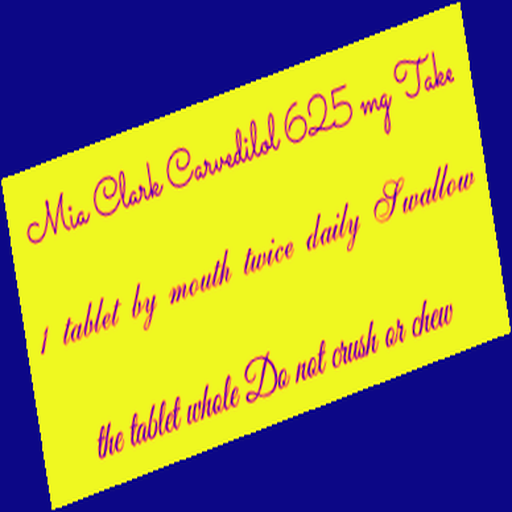 Mia Clark Carvedilol 625 mg Take
1 tablet by mouth twice daily Swallow
the tablet whole Do not crush or chew